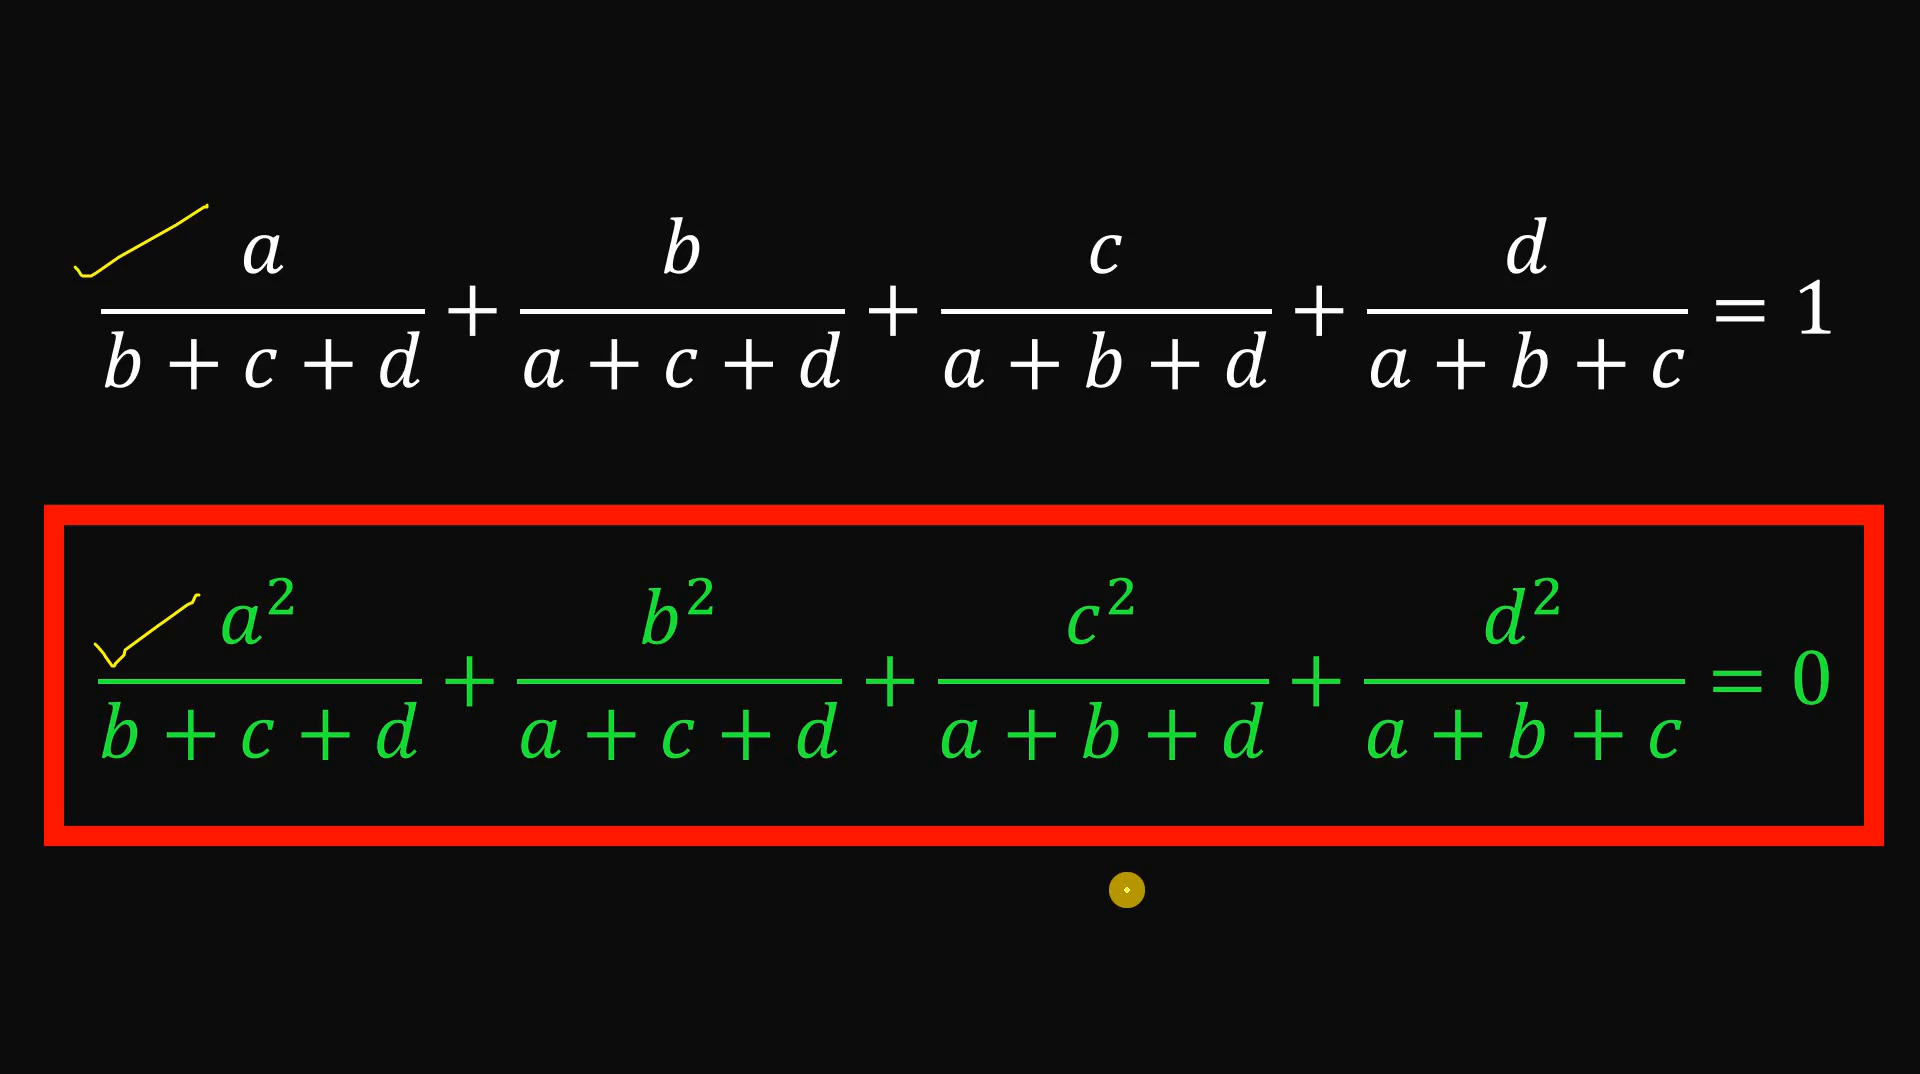 a/(b + c + d) + b/(a + c + d) + c/(a + b + d) + d/(a + b + c) = 1
a²/(b + c + d) + b²/(a + c + d) + c²/(a + b + d) + d²/(a + b + c) = 0